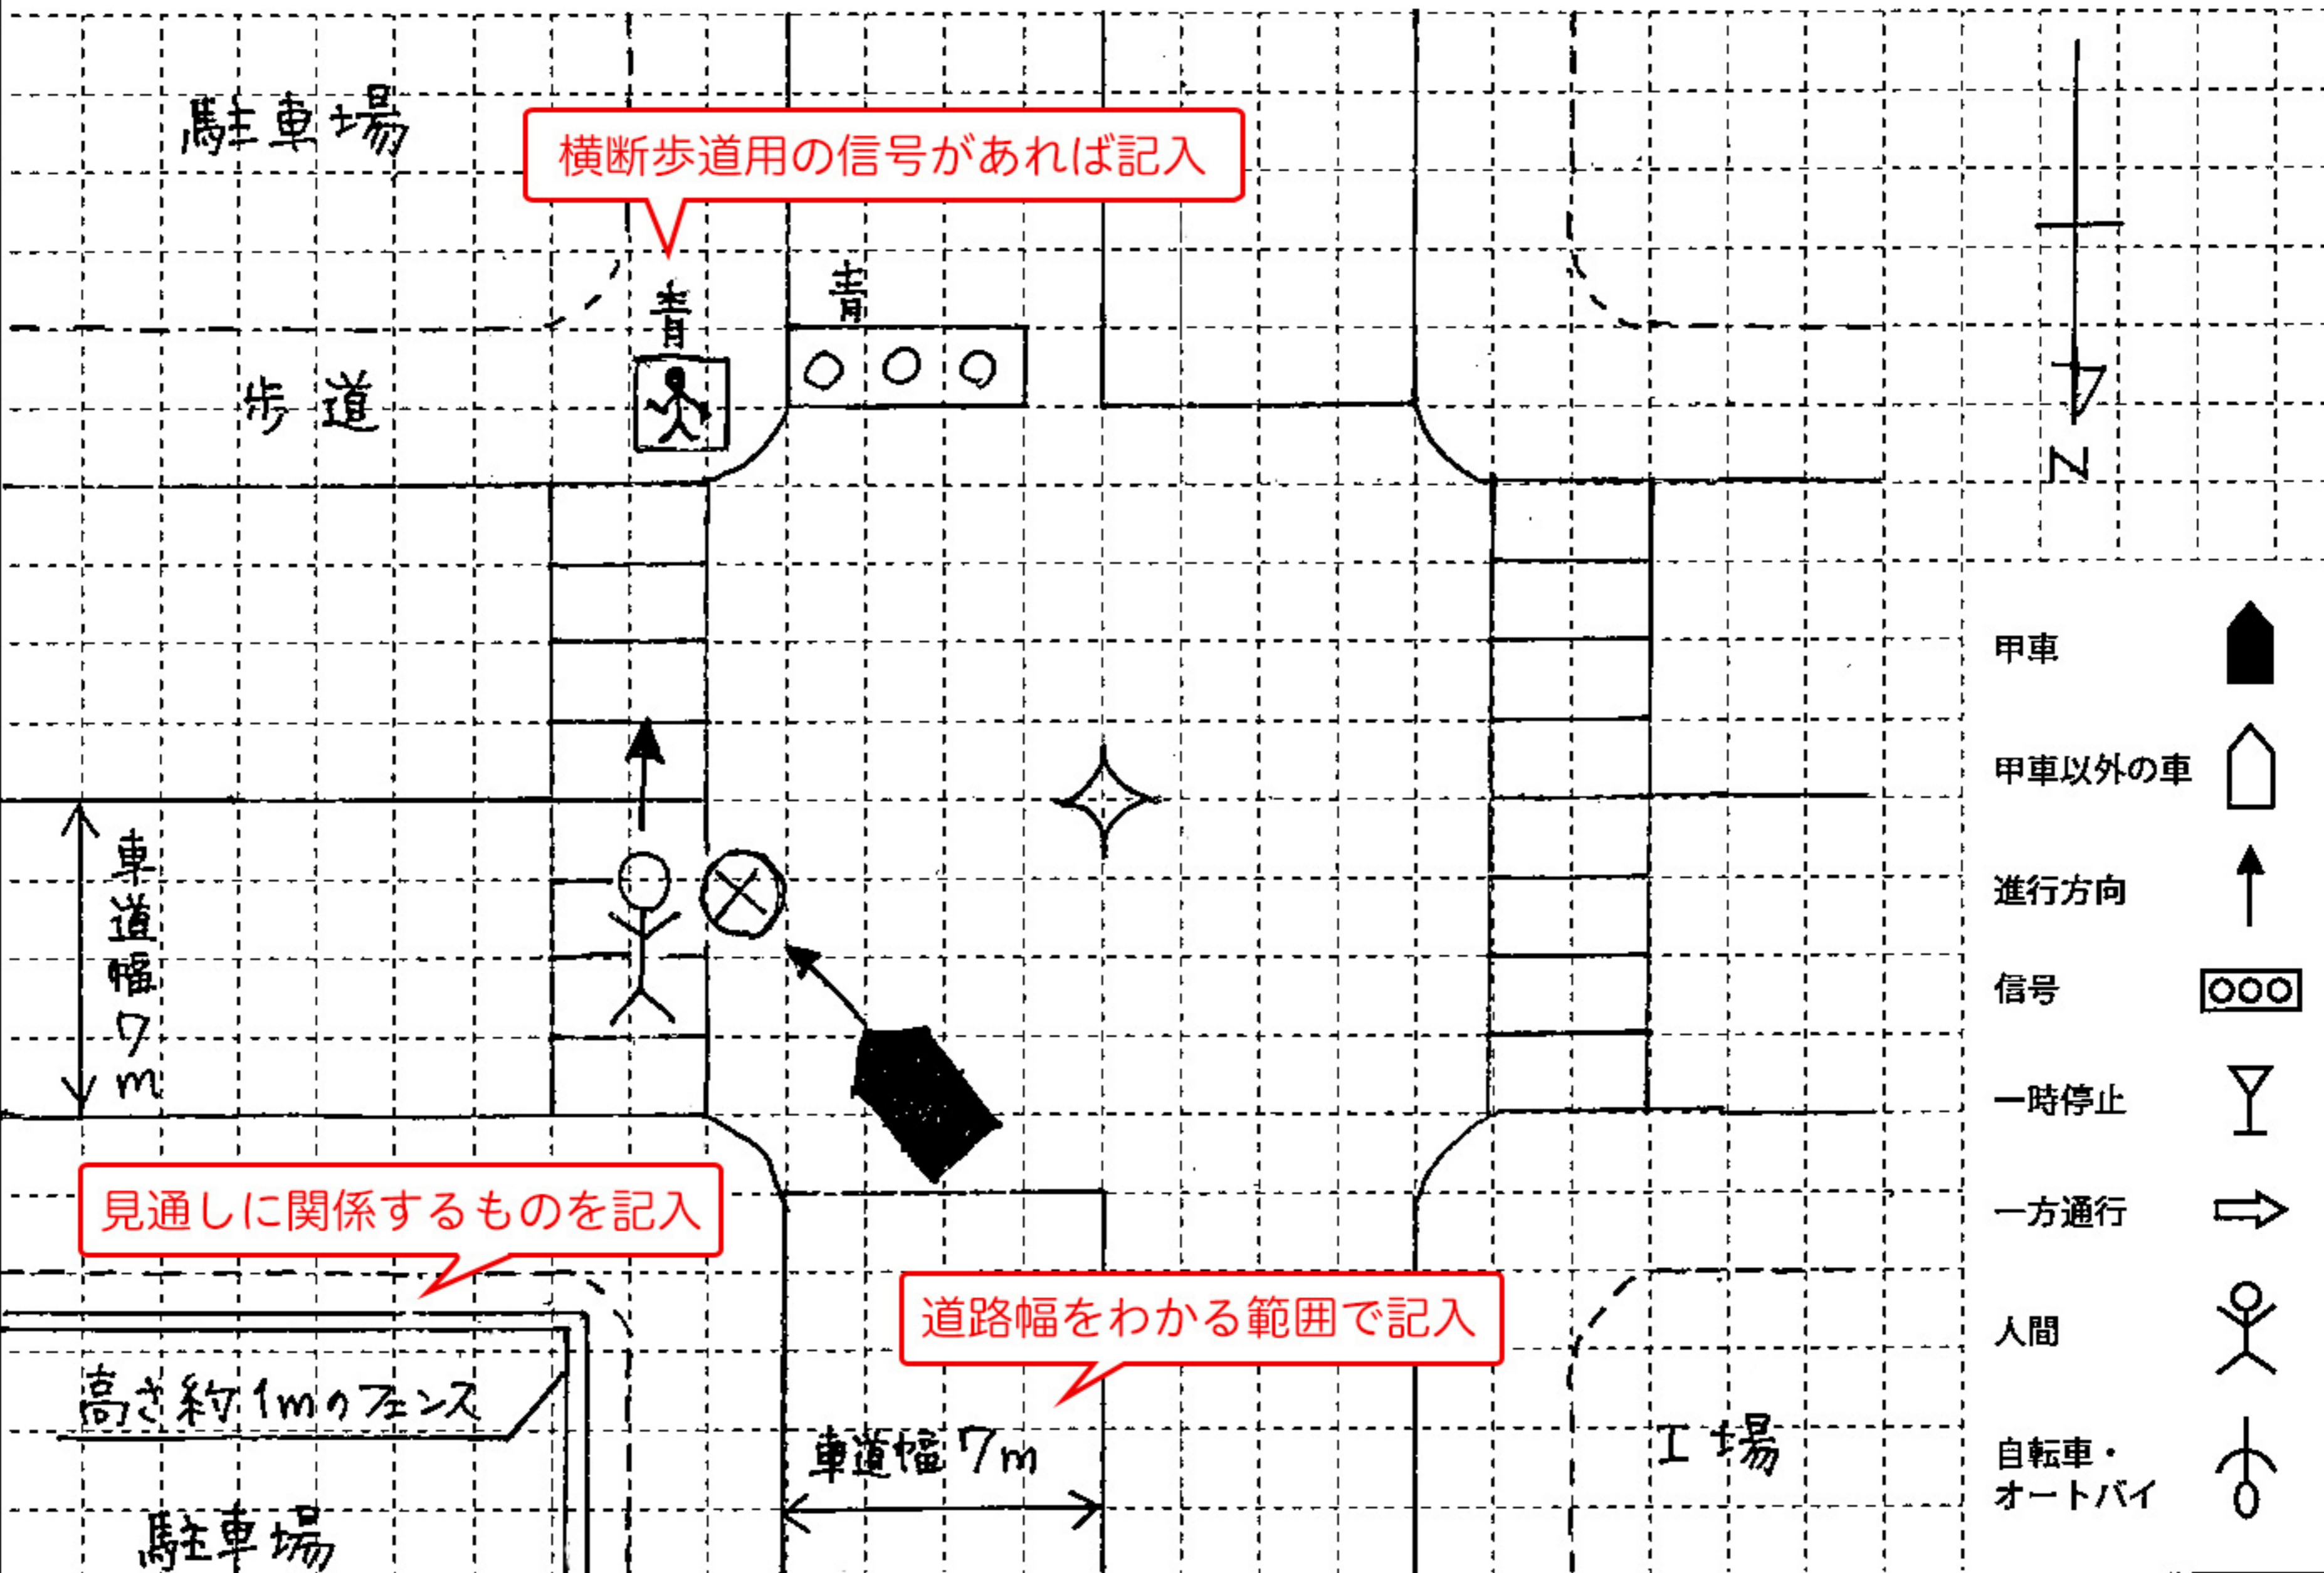 駐車場
横断歩道用の信号があれば記入
青
青
歩道
N
車道幅7m
見通しに関係するものを記入
高さ約1mのフェンス
駐車場
道路幅をわかる範囲で記入
車道幅7m
工場
甲車
甲車以外の車
進行方向
信号
一時停止
一方通行
人間
自転車・
オートバイ